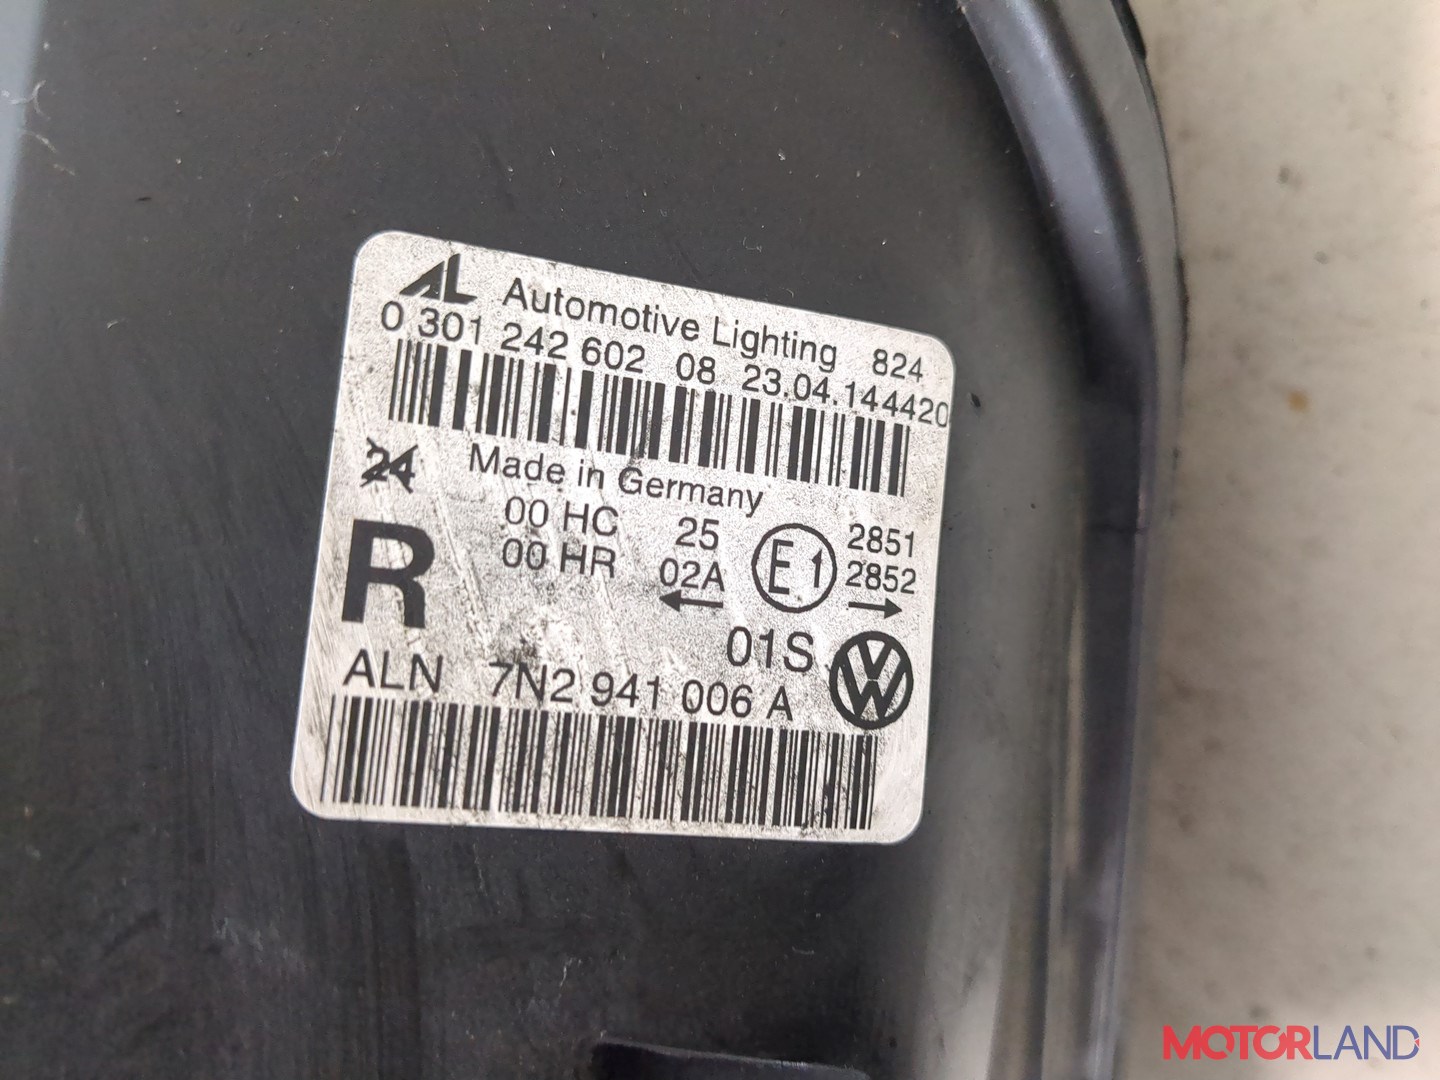 AL Automotive Lighting 824
0 301 242 602 08 23.04.144420
24 Made in Germany
00 HC 25 2851
00 HR 02A E1 2852
R
01S
ALN 7N2 941 006 A VW
MOTORLAND